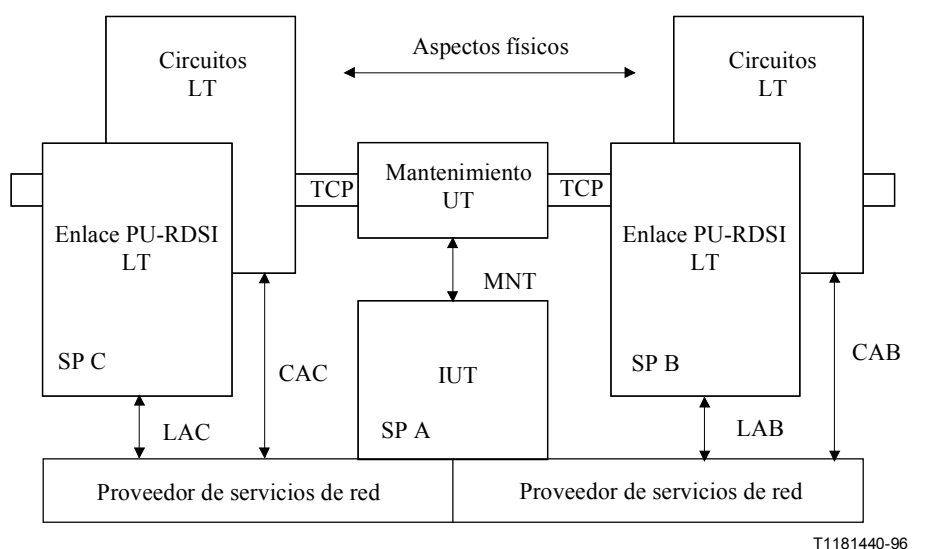 Circuitos
LT
Aspectos físicos
Circuitos
LT
TCP
Mantenimiento
UT
TCP
Enlace PU-RDSI
LT
Enlace PU-RDSI
LT
MNT
SP C
CAC
IUT
SP B
CAB
LAC
SP A
LAB
Proveedor de servicios de red
Proveedor de servicios de red
T1181440-96